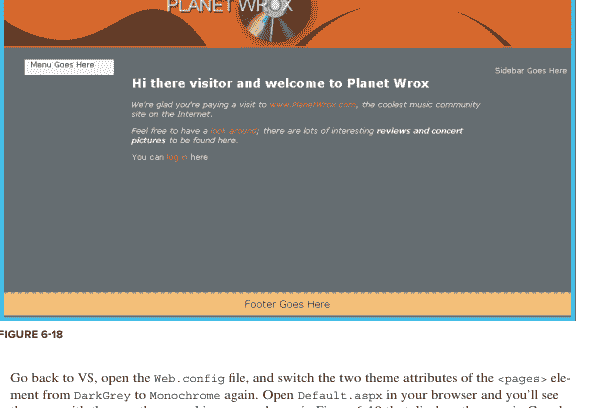 PLANET WROX
Menu Goes Here
Sidebar Goes Here
Hi there visitor and welcome to Planet Wrox
We're glad you're paying a visit to www.PlanetWrox.com, the coolest music community
site on the Internet.
Feel free to have a look around; there are lots of interesting reviews and concert
pictures to be found here.
You can log in here
Footer Goes Here
FIGURE 6-18
Go back to VS, open the Web.config file, and switch the two theme attributes of the <pages> ele-
ment from DarkGrey to Monochrome again. Open Default.aspx in your browser and you'll see